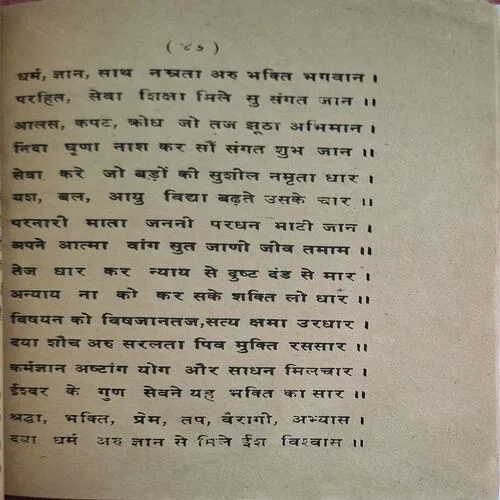 ( ४७ )
धर्म, ज्ञान, साथ नम्रता अरु भक्ति भगवान ।
परहित, सेवा शिक्षा मिले सु संगत जान ।।
आलस, कपट, क्रोध जो तज झूठा अभिमान ।
निंदा घृणा नाश कर सौं संगत शुभ जान ।।
सेवा करे जो बड़ों की सुशील नमृता धार ।
यश, बल, आयु विद्या बढ़ते उसके चार ।
परनारी माता जननी परधन माटी जान ।
अपने आत्मा वांग सुत जाणी जीव तमाम ।।
तेज धार कर न्याय से दुष्ट दंड से मार ।
अन्याय ना को कर सके शक्ति लो धार ।।
विषयन को विषजानतज,सत्य क्षमा उरधार ।
दया शौच अरु सरलता पिव मुक्ति रससार ।।
कर्मज्ञान अष्टांग योग और साधन मिलचार ।
ईश्वर के गुण सेवने यह भक्ति का सार ।।
श्रद्धा, भक्ति, प्रेम, तप, वैरागी, अभ्यास ।
दया धर्म अरु ज्ञान से मिले ईश विश्वास ।।